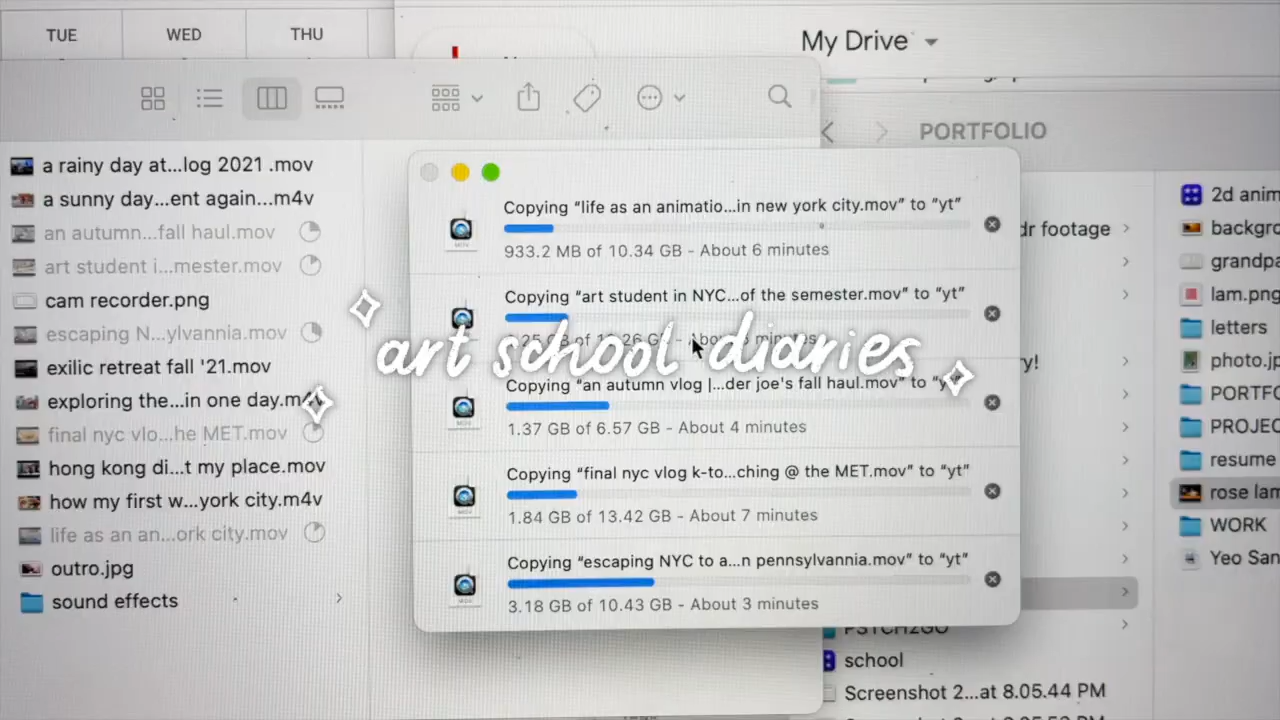 TUE WED THU
My Drive
PORTFOLIO
a rainy day at...log 2021 .mov
a sunny day...ent again...m4v
an autumn...fall haul.mov
art student i...mester.mov
cam recorder.png
escaping N...ylvannia.mov
exilic retreat fall '21.mov
exploring the...in one day.m4v
final nyc vlo...he MET.mov
hong kong di...t my place.mov
how my first w...york city.m4v
life as an an...ork city.mov
outro.jpg
sound effects
Copying “life as an animatio...in new york city.mov” to “yt”
933.2 MB of 10.34 GB - About 6 minutes
Copying “art student in NYC...of the semester.mov” to “yt”
art school diaries
Copying “an autumn vlog |...der joe's fall haul.mov” to “yt”
1.37 GB of 6.57 GB - About 4 minutes
Copying “final nyc vlog k-to...ching @ the MET.mov” to “yt”
1.84 GB of 13.42 GB - About 7 minutes
Copying “escaping NYC to a...n pennsylvannia.mov” to “yt”
3.18 GB of 10.43 GB - About 3 minutes
MOV
MOV
MOV
MOV
dr footage
ry!
PSYCH2GO
school
Screenshot 2...at 8.05.44 PM
2d anim
backgro
grandpa
lam.png
letters
photo.jp
PORTFO
PROJEC
resume
rose lam
WORK
Yeo San